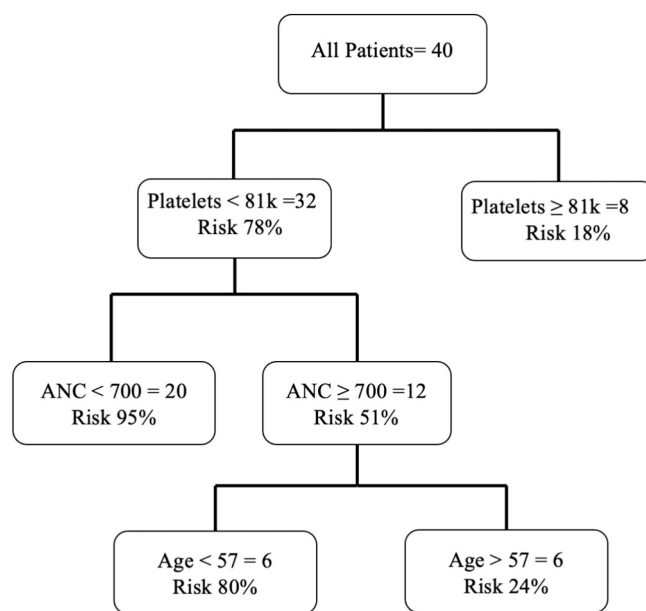 All Patients= 40
Platelets < 81k =32
Risk 78%
Platelets ≥ 81k =8
Risk 18%
ANC < 700 = 20
Risk 95%
ANC ≥ 700 =12
Risk 51%
Age < 57 = 6
Risk 80%
Age > 57 = 6
Risk 24%